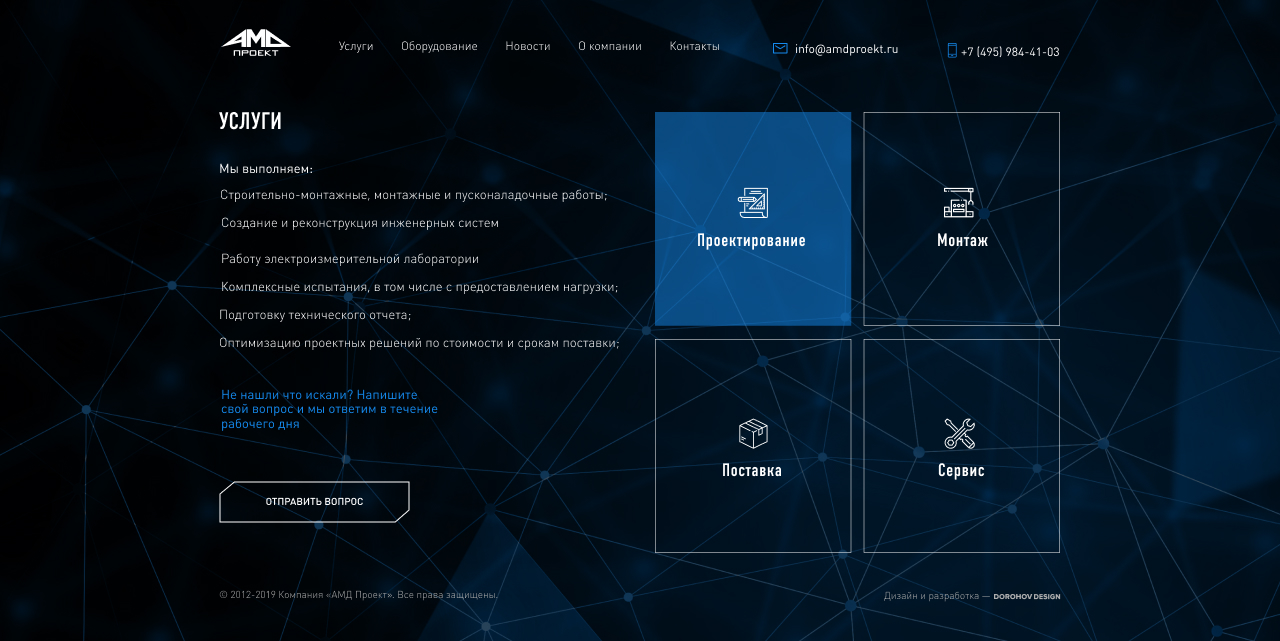 АМД
ПРОЕКТ
Услуги
Оборудование
Новости
О компании
Контакты
info@amdproekt.ru
+7 (495) 984-41-03
УСЛУГИ
Мы выполняем:
Строительно-монтажные, монтажные и пусконаладочные работы;
Создание и реконструкция инженерных систем
Работу электроизмерительной лаборатории
Комплексные испытания, в том числе с предоставлением нагрузки;
Подготовку технического отчета;
Оптимизацию проектных решений по стоимости и срокам поставки;
Не нашли что искали? Напишите
свой вопрос и мы ответим в течение
рабочего дня
ОТПРАВИТЬ ВОПРОС
Проектирование
Монтаж
Поставка
Сервис
© 2012-2019 Компания «АМД Проект». Все права защищены.
Дизайн и разработка — DOROHOV DESIGN